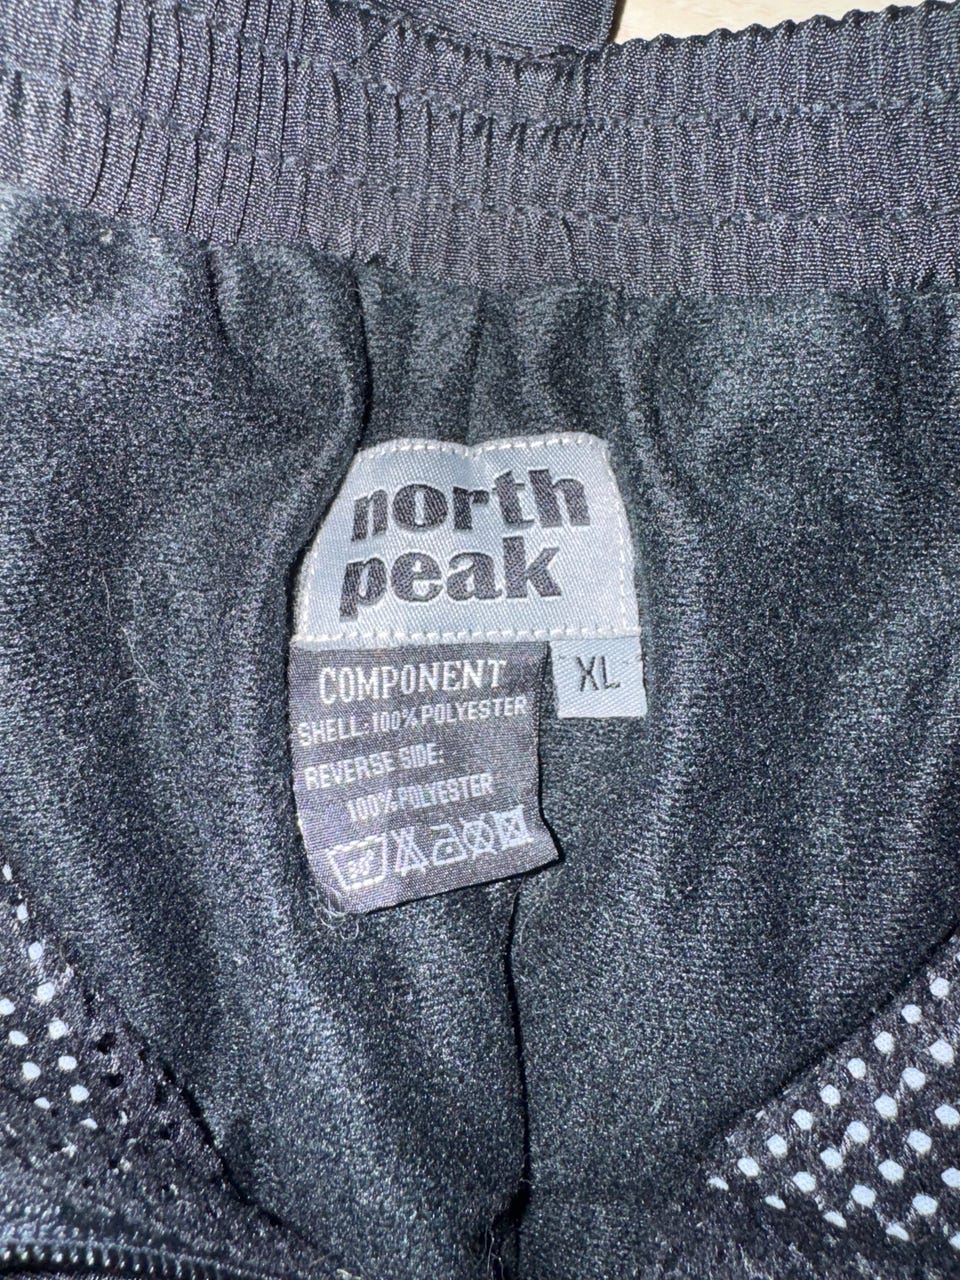 north
peak
XL
COMPONENT
SHELL:100%POLYESTER
REVERSE SIDE:
100%POLYESTER